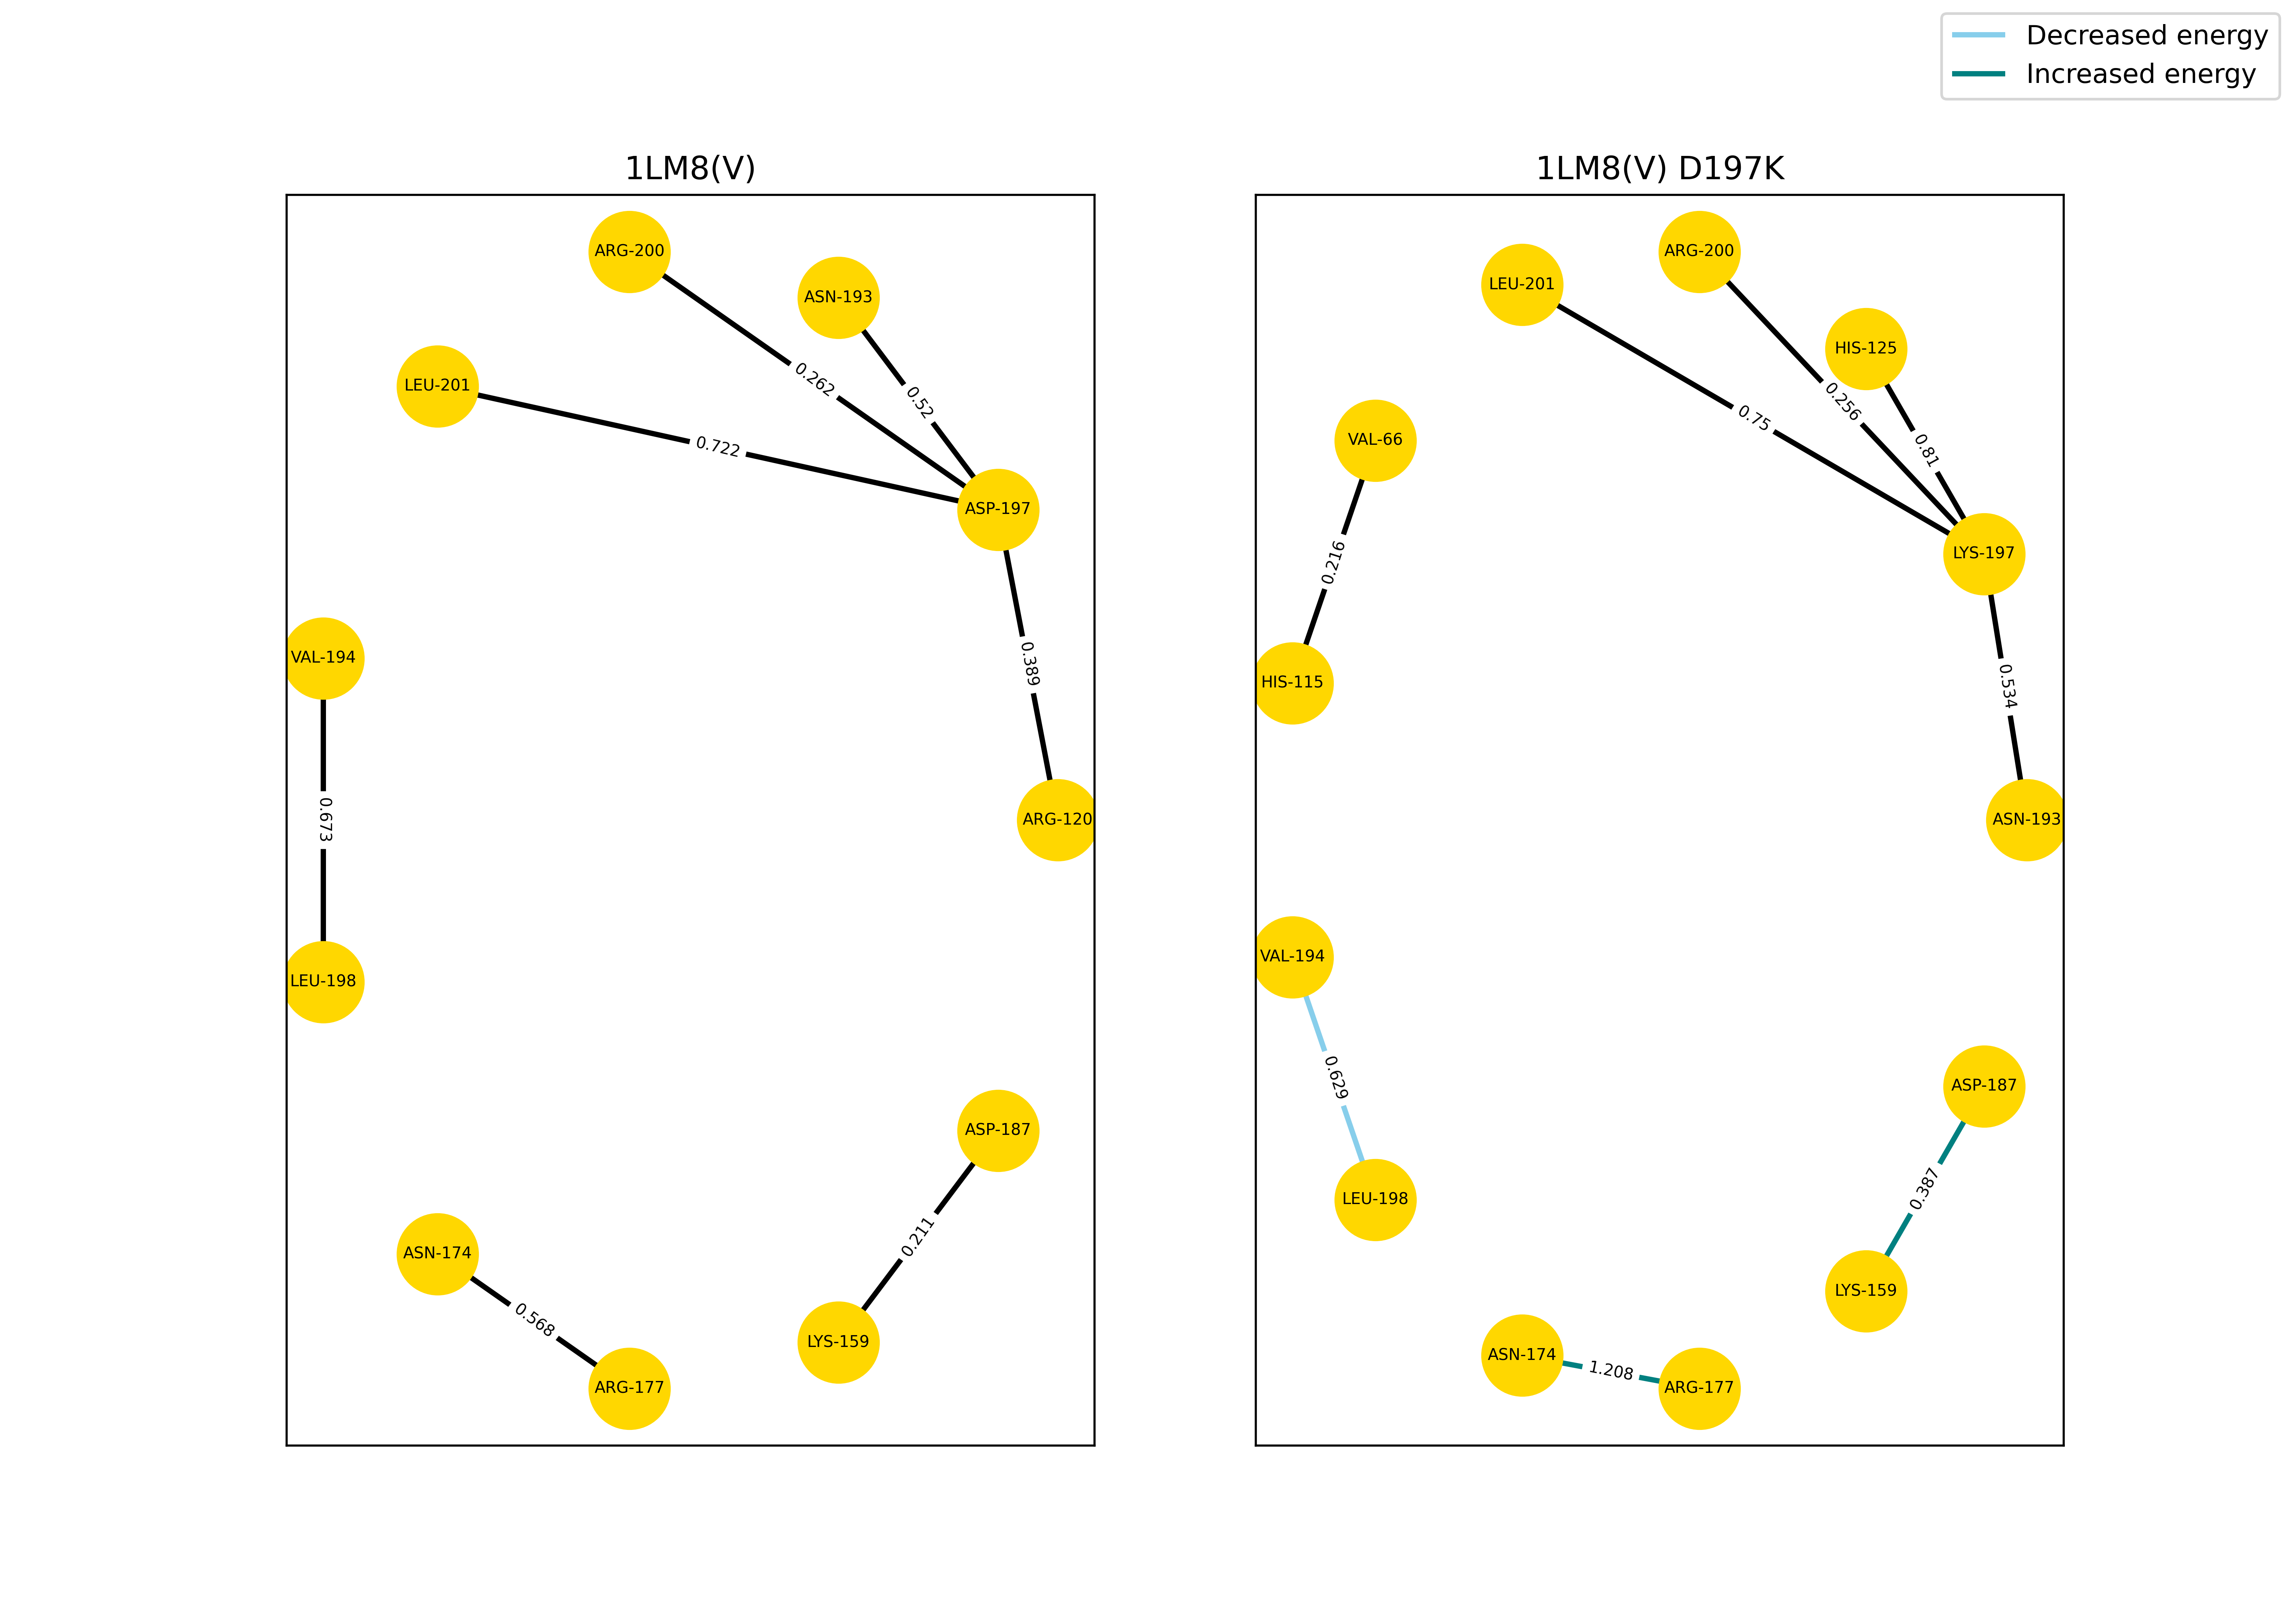 Decreased energy
Increased energy
1LM8(V)
ARG-200
ASN-193
LEU-201
0.262
0.52
0.722
ASP-197
VAL-194
0.389
0.673
ARG-120
LEU-198
ASP-187
0.211
ASN-174
0.568
LYS-159
ARG-177
1LM8(V) D197K
ARG-200
LEU-201
HIS-125
0.256
0.75
VAL-66
0.81
LYS-197
0.216
HIS-115
0.534
ASN-193
VAL-194
0.629
ASP-187
LEU-198
0.387
LYS-159
ASN-174
1.208
ARG-177